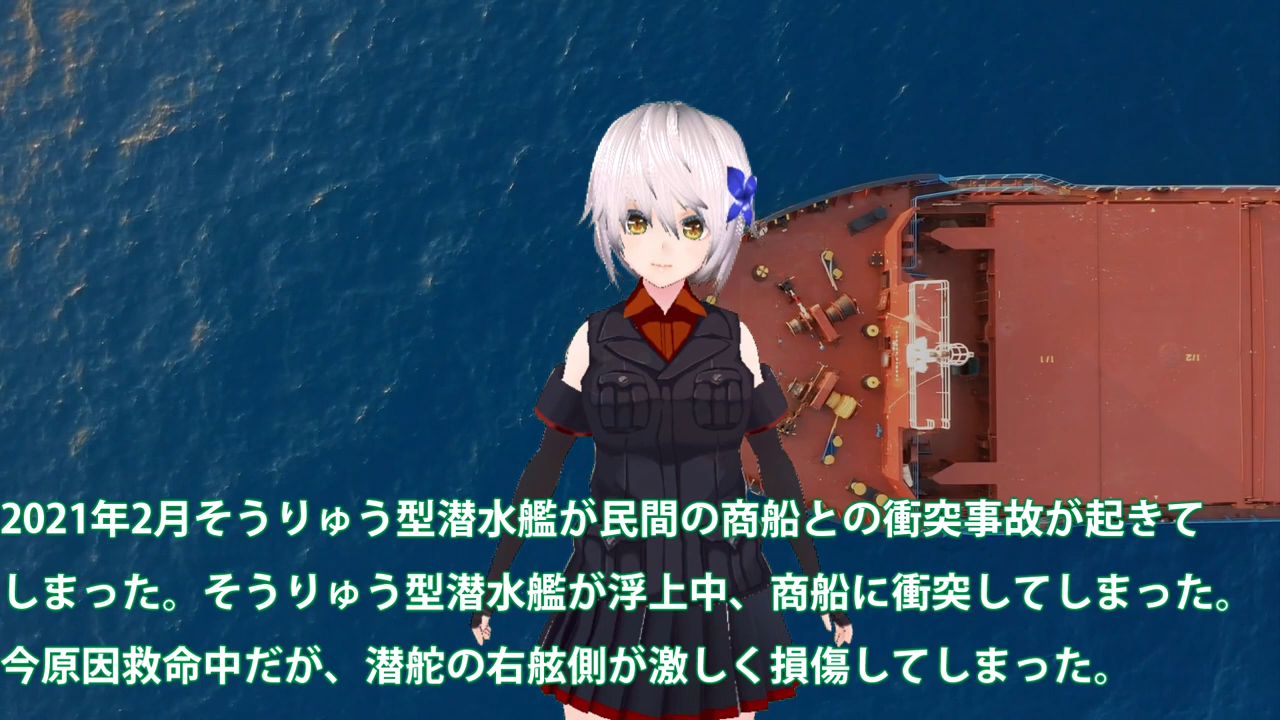 2021年2月そうりゅう型潜水艦が民間の商船との衝突事故が起きて
しまった。そうりゅう型潜水艦が浮上中、商船に衝突してしまった。
今原因救命中だが、潜舵の右舷側が激しく損傷してしまった。